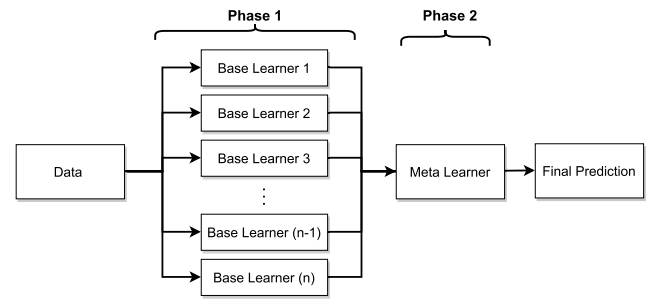 Phase 1
Phase 2
Base Learner 1
Base Learner 2
Base Learner 3
Data
Meta Learner
Final Prediction
⋮
Base Learner (n-1)
Base Learner (n)